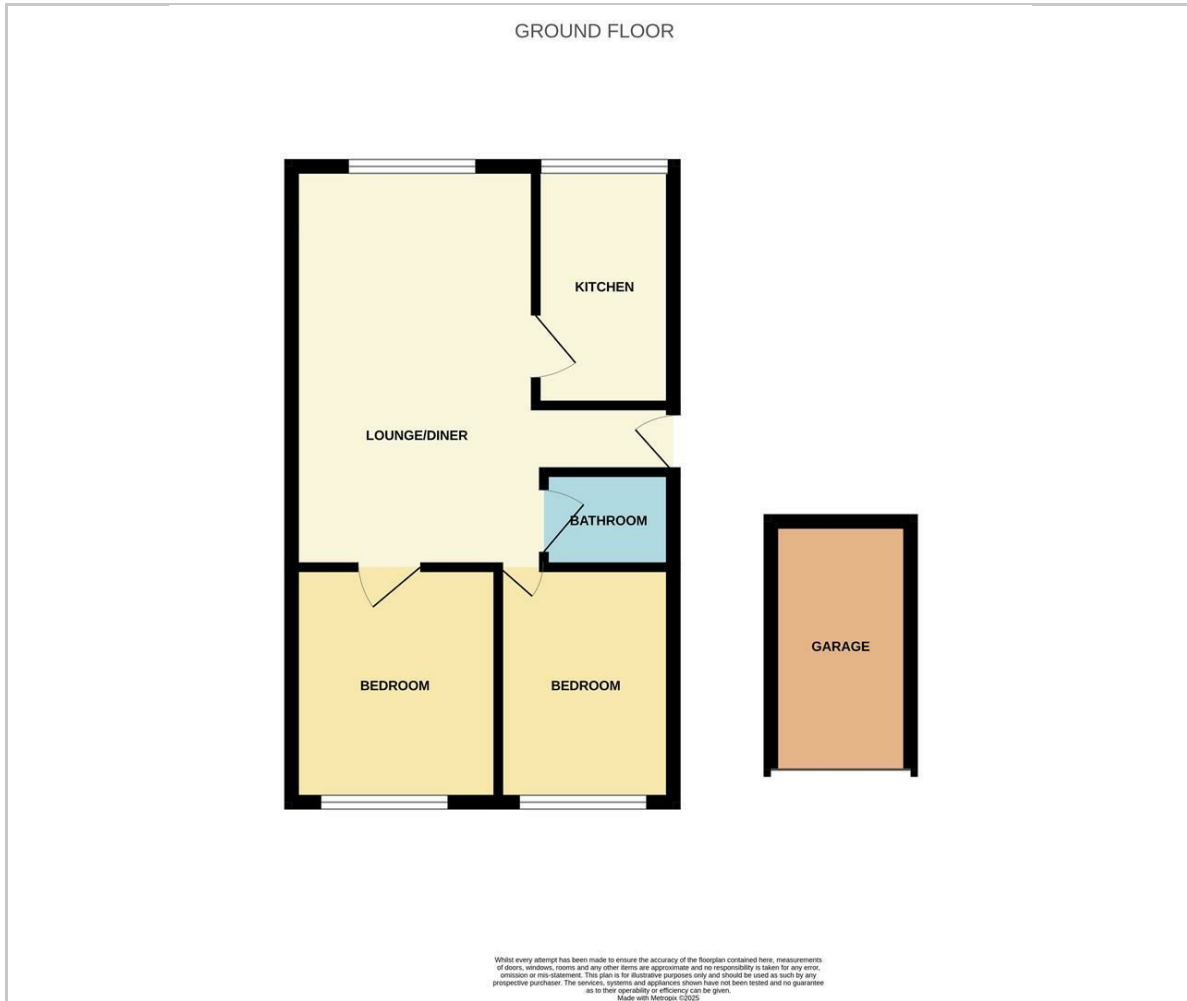 GROUND FLOOR
KITCHEN
LOUNGE/DINER
BATHROOM
GARAGE
BEDROOM
BEDROOM
Whilst every attempt has been made to ensure the accuracy of the floorplan contained here, measurements
of doors, windows, rooms and any other items are approximate and no responsibility is taken for any error,
omission or mis-statement. This plan is for illustrative purposes only and should be used as such by any
prospective purchaser. The services, systems and appliances shown have not been tested and no guarantee
as to their operability or efficiency can be given.
Made with Metropix ©2025